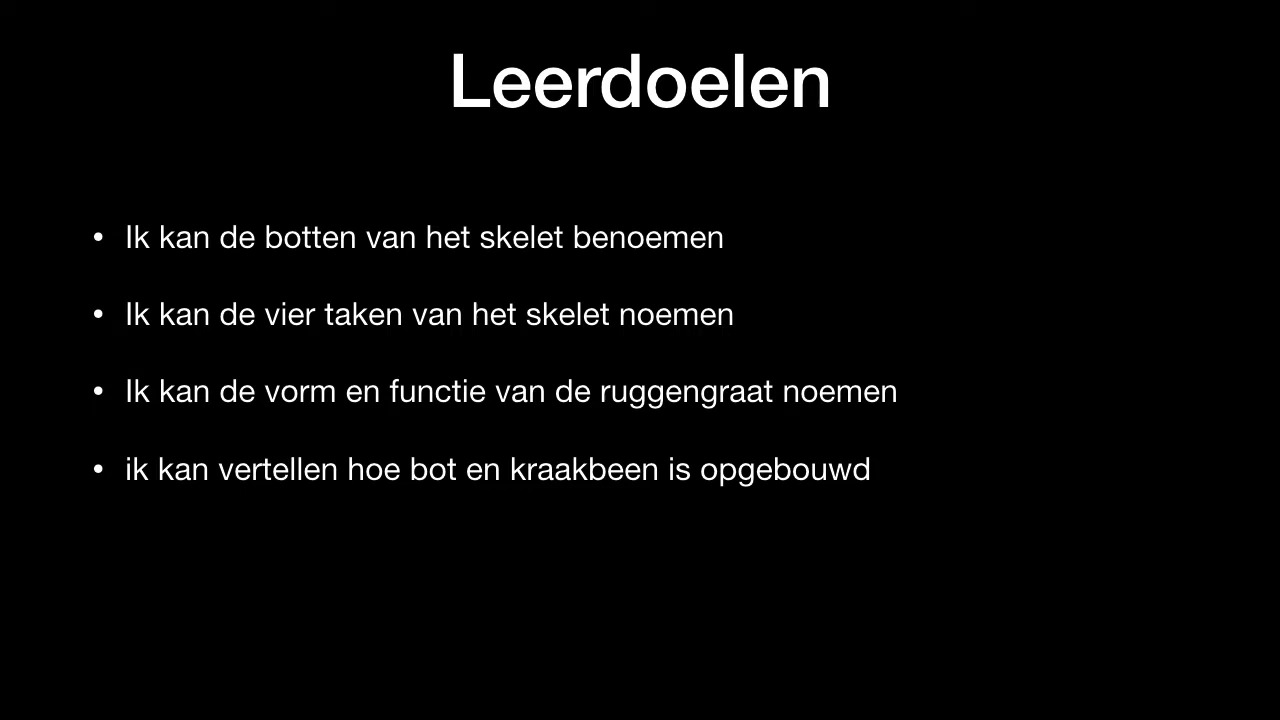 Leerdoelen
• Ik kan de botten van het skelet benoemen
• Ik kan de vier taken van het skelet noemen
• Ik kan de vorm en functie van de ruggengraat noemen
• ik kan vertellen hoe bot en kraakbeen is opgebouwd